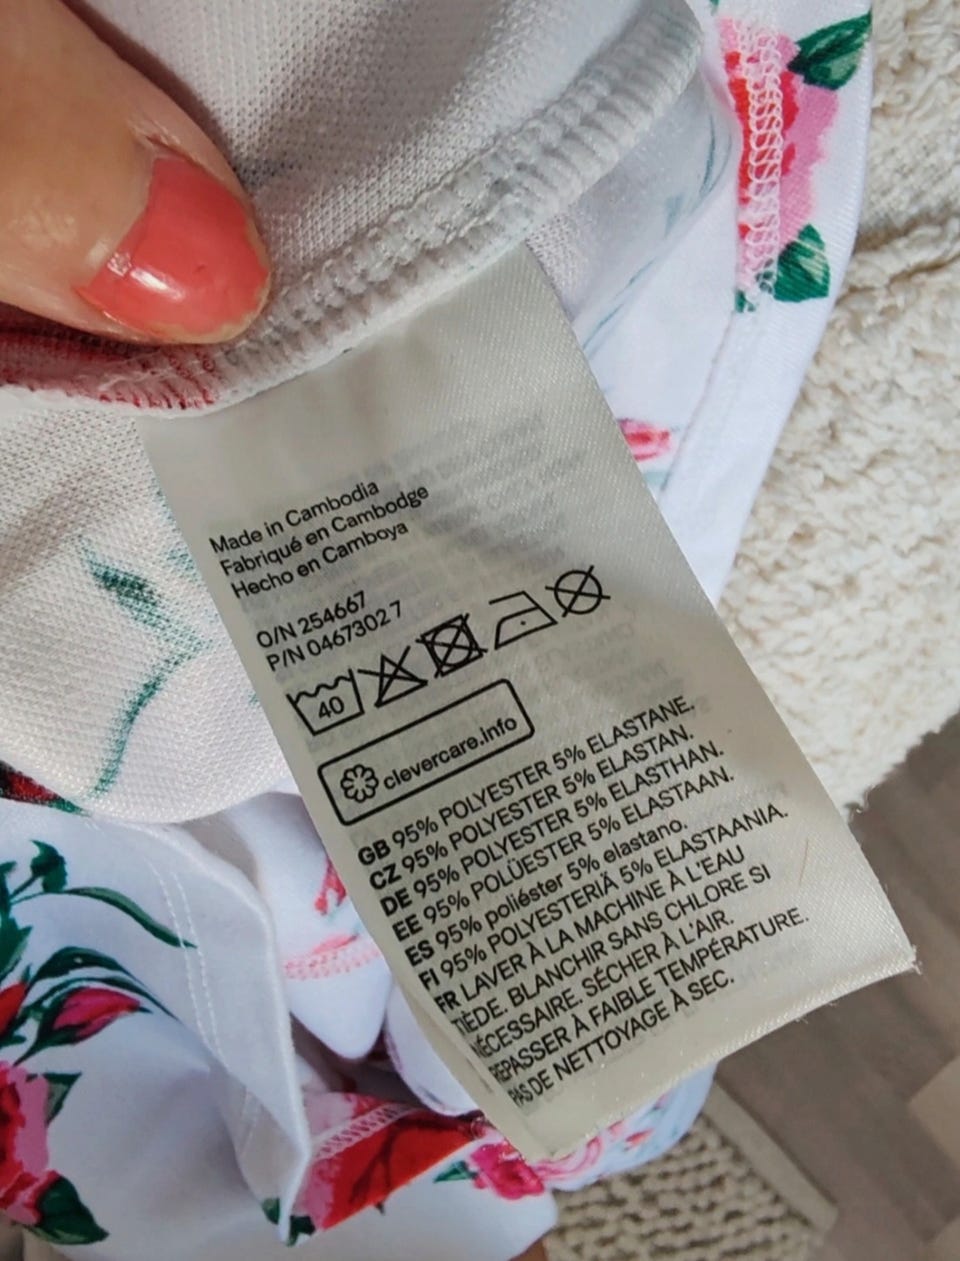 Made in Cambodia
Fabriqué en Cambodge
Hecho en Camboya
O/N 254667
P/N 0467302 7
40
clevercare.info
GB 95% POLYESTER 5% ELASTANE.
CZ 95% POLYESTER 5% ELASTAN.
DE 95% POLYESTER 5% ELASTHAN.
EE 95% POLÜESTER 5% ELASTAAN.
ES 95% poliéster 5% elastano.
FI 95% POLYESTERIÄ 5% ELASTAANIA.
FR LAVER À LA MACHINE À L'EAU
TIÈDE. BLANCHIR SANS CHLORE SI
NÉCESSAIRE. SÉCHER À L'AIR.
REPASSER À FAIBLE TEMPÉRATURE.
PAS DE NETTOYAGE À SEC.